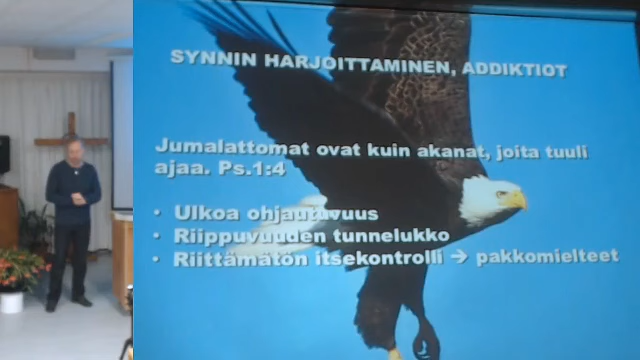 SYNNIN HARJOITTAMINEN, ADDIKTIOT
Jumalattomat ovat kuin akanat, joita tuuli
ajaa. Ps.1:4
• Ulkoa ohjautuvuus
• Riippuvuuden tunnelukko
• Riittämätön itsekontrolli → pakkomielteet